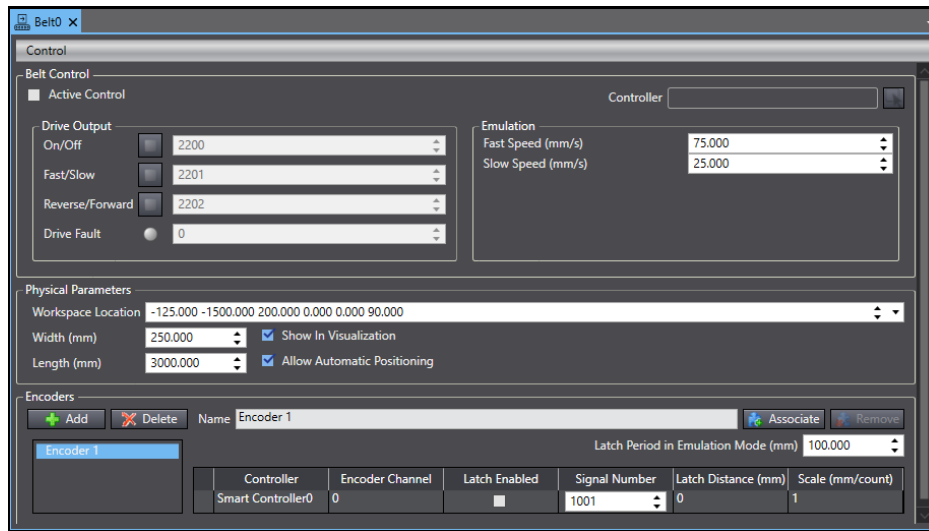 Belt0 X
Control
Belt Control
Active Control
Controller
Drive Output
On/Off 2200
Fast/Slow 2201
Reverse/Forward 2202
Drive Fault 0
Emulation
Fast Speed (mm/s) 75.000
Slow Speed (mm/s) 25.000
Physical Parameters
Workspace Location -125.000 -1500.000 200.000 0.000 0.000 90.000
Width (mm) 250.000 Show In Visualization
Length (mm) 3000.000 Allow Automatic Positioning
Encoders
Add Delete Name Encoder 1 Associate Remove
Encoder 1
Latch Period in Emulation Mode (mm) 100.000
Controller Encoder Channel Latch Enabled Signal Number Latch Distance (mm) Scale (mm/count)
Smart Controller0 0 1001 0 1